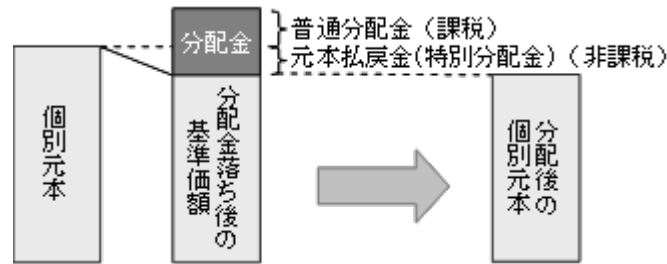 分配金
普通分配金（課税）
元本払戻金(特別分配金)（非課税）
個別元本
分配金落ち後の
基準価額
分配後の
個別元本